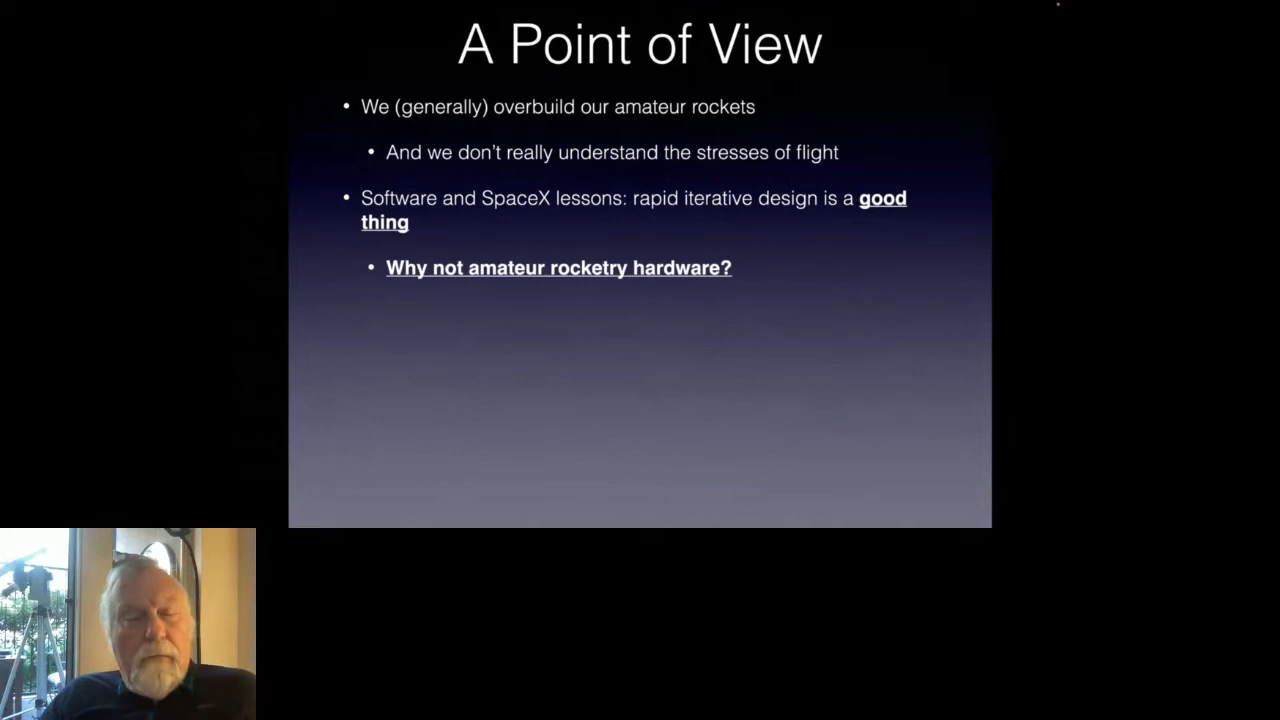 A Point of View
• We (generally) overbuild our amateur rockets
• And we don't really understand the stresses of flight
• Software and SpaceX lessons: rapid iterative design is a good
thing
• Why not amateur rocketry hardware?